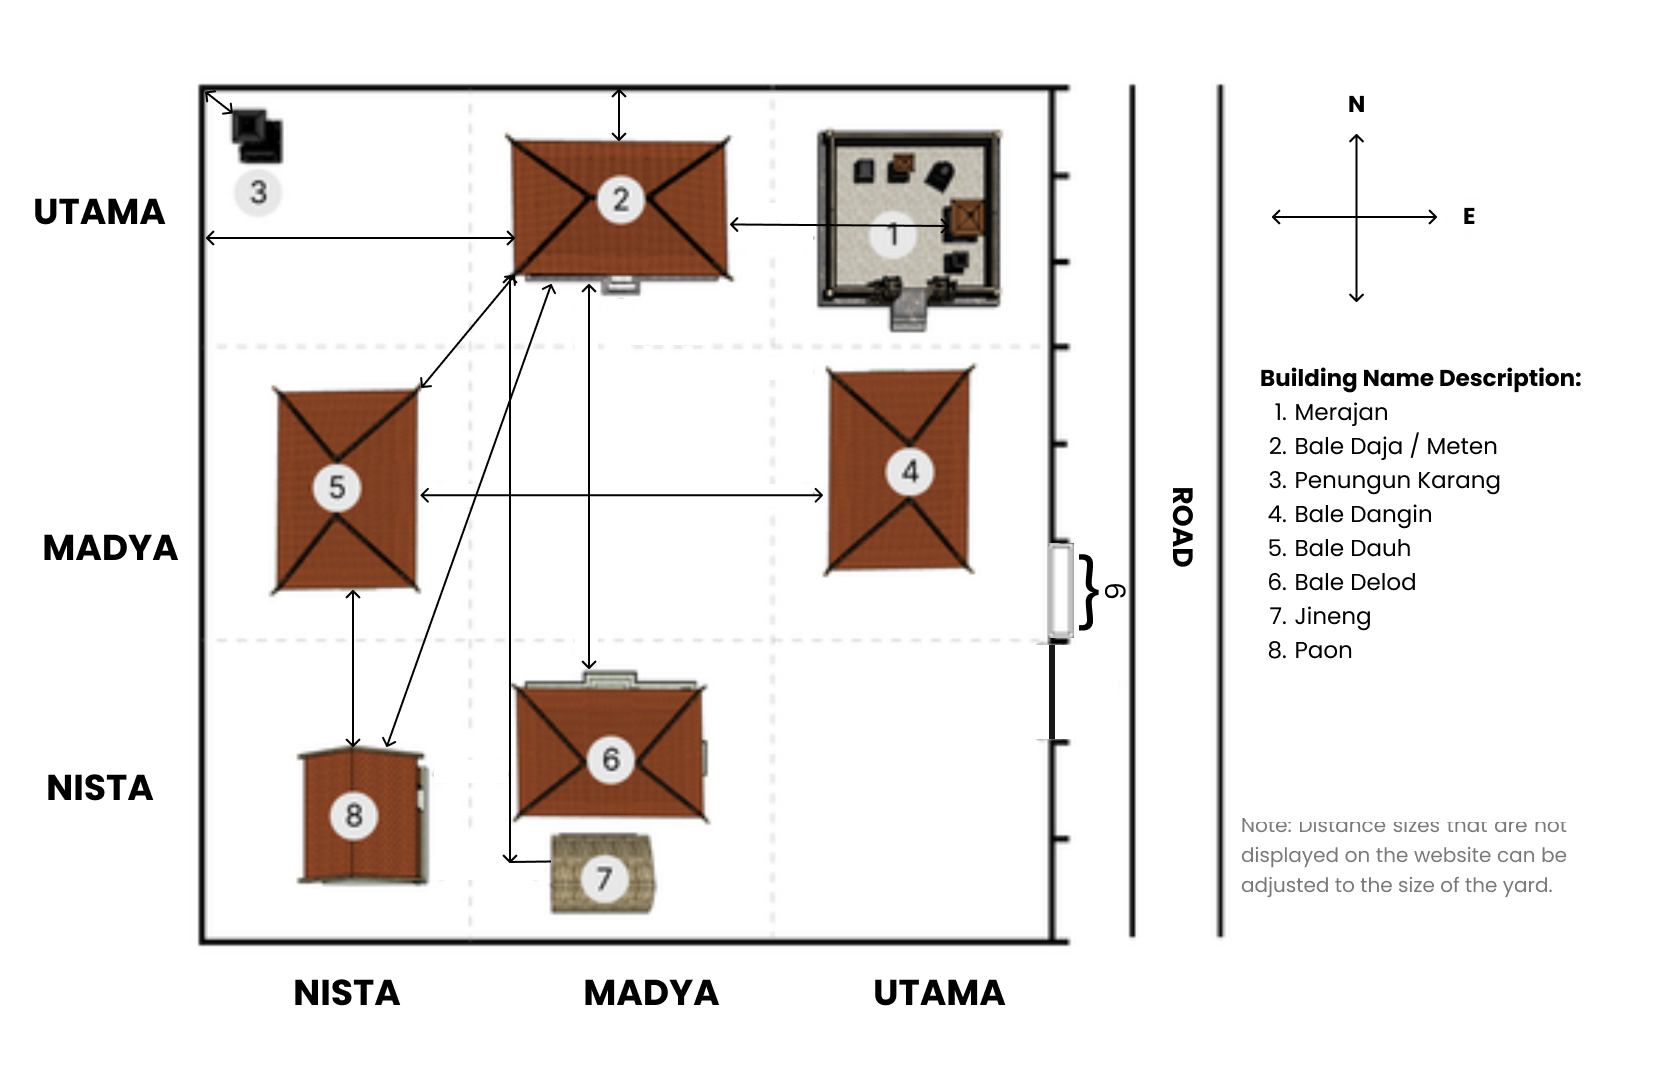 N
E
UTAMA
MADYA
NISTA
3
2
1
5
4
6
8
7
6
ROAD
NISTA
MADYA
UTAMA
Building Name Description:
1. Merajan
2. Bale Daja / Meten
3. Penungun Karang
4. Bale Dangin
5. Bale Dauh
6. Bale Delod
7. Jineng
8. Paon
Note: Distance sizes that are not
displayed on the website can be
adjusted to the size of the yard.